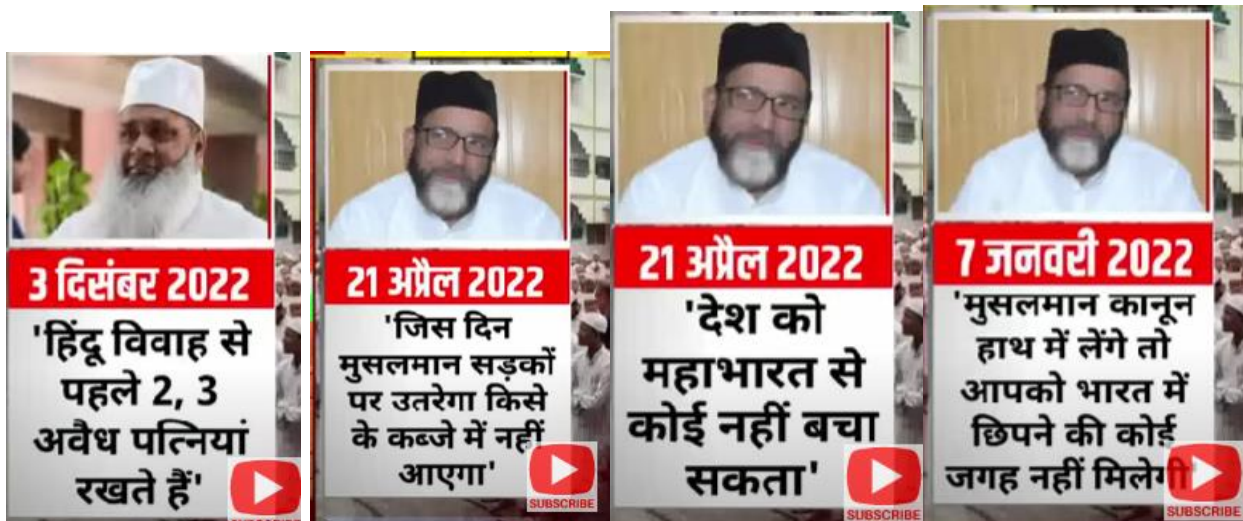 3 दिसंबर 2022
'हिंदू विवाह से
पहले 2, 3
अवैध पत्नियां
रखते हैं'
SUBSCRIBE
21 अप्रैल 2022
'जिस दिन
मुसलमान सड़कों
पर उतरेगा किसे
के कब्जे में नहीं
आएगा'
SUBSCRIBE
21 अप्रैल 2022
'देश को
महाभारत से
कोई नहीं बचा
सकता'
SUBSCRIBE
7 जनवरी 2022
'मुसलमान कानून
हाथ में लेंगे तो
आपको भारत में
छिपने की कोई
जगह नहीं मिलेगी'
SUBSCRIBE